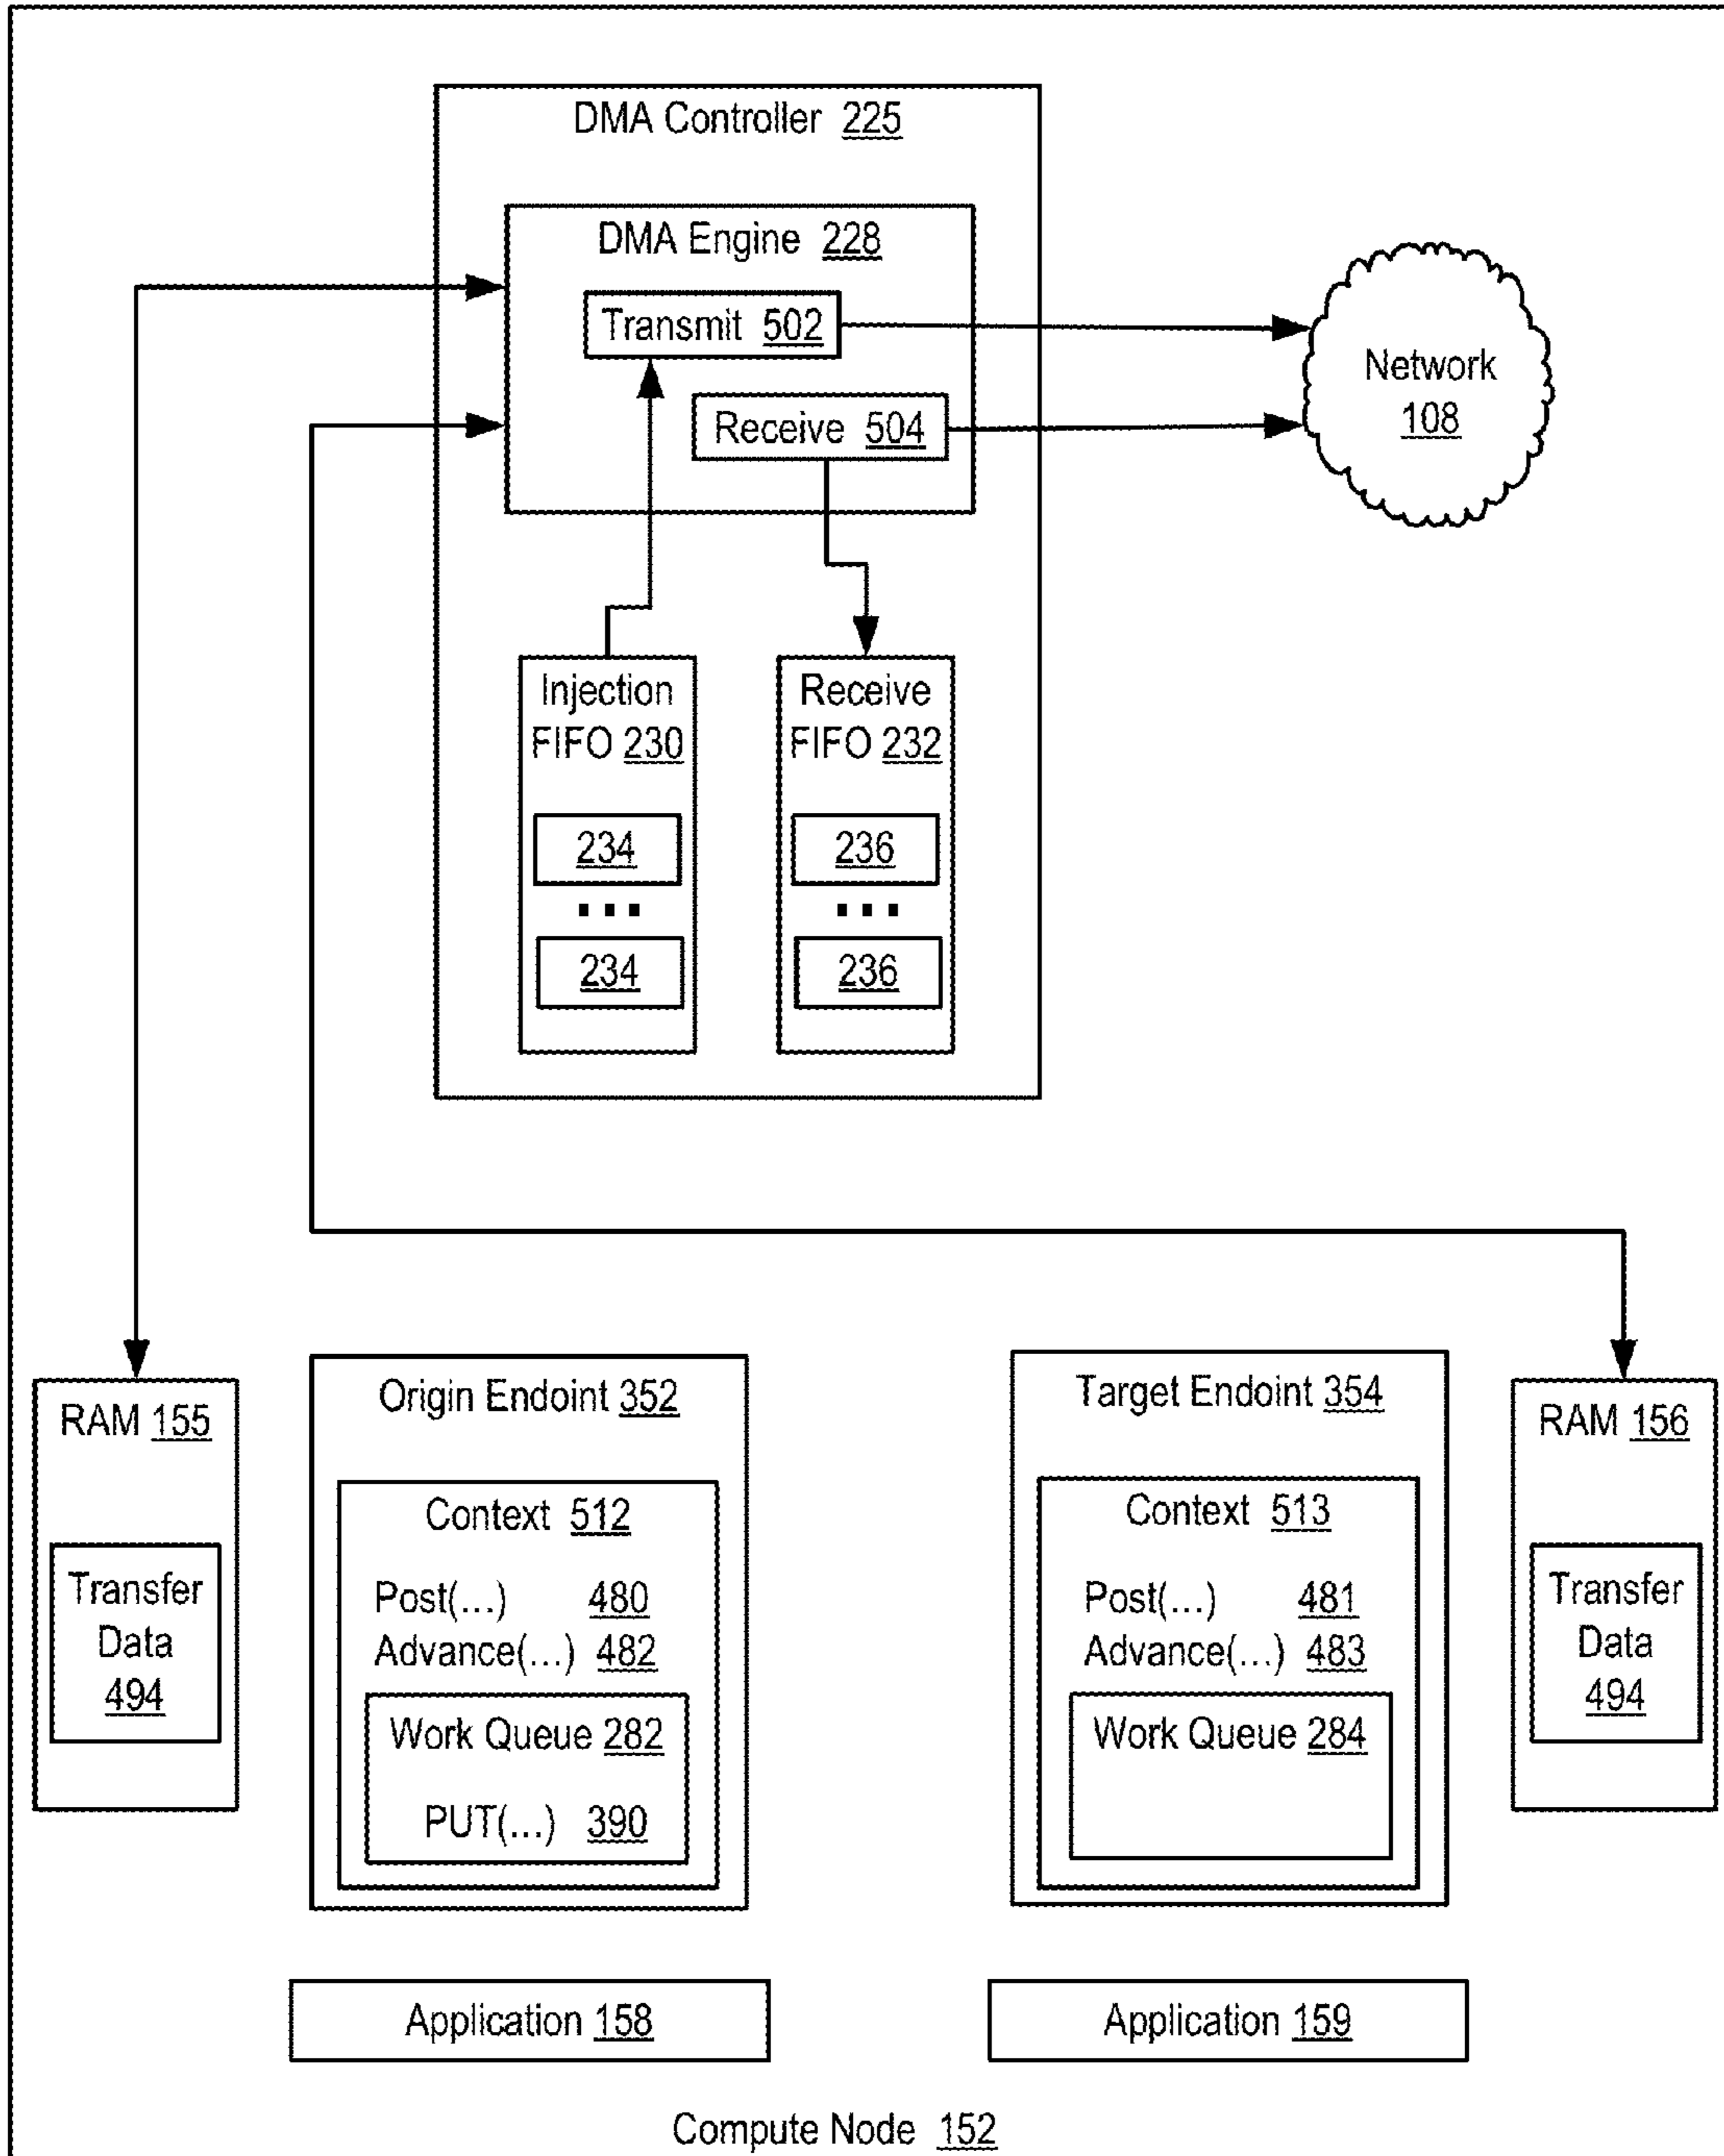 DMA Controller 225
DMA Engine 228
Transmit 502
Receive 504
Network
108
Injection
FIFO 230
234
...
234
Receive
FIFO 232
236
...
236
RAM 155
Transfer
Data
494
Origin Endoint 352
Context 512
Post(...) 480
Advance(...) 482
Work Queue 282
PUT(...) 390
Target Endoint 354
Context 513
Post(...) 481
Advance(...) 483
Work Queue 284
RAM 156
Transfer
Data
494
Application 158
Application 159
Compute Node 152